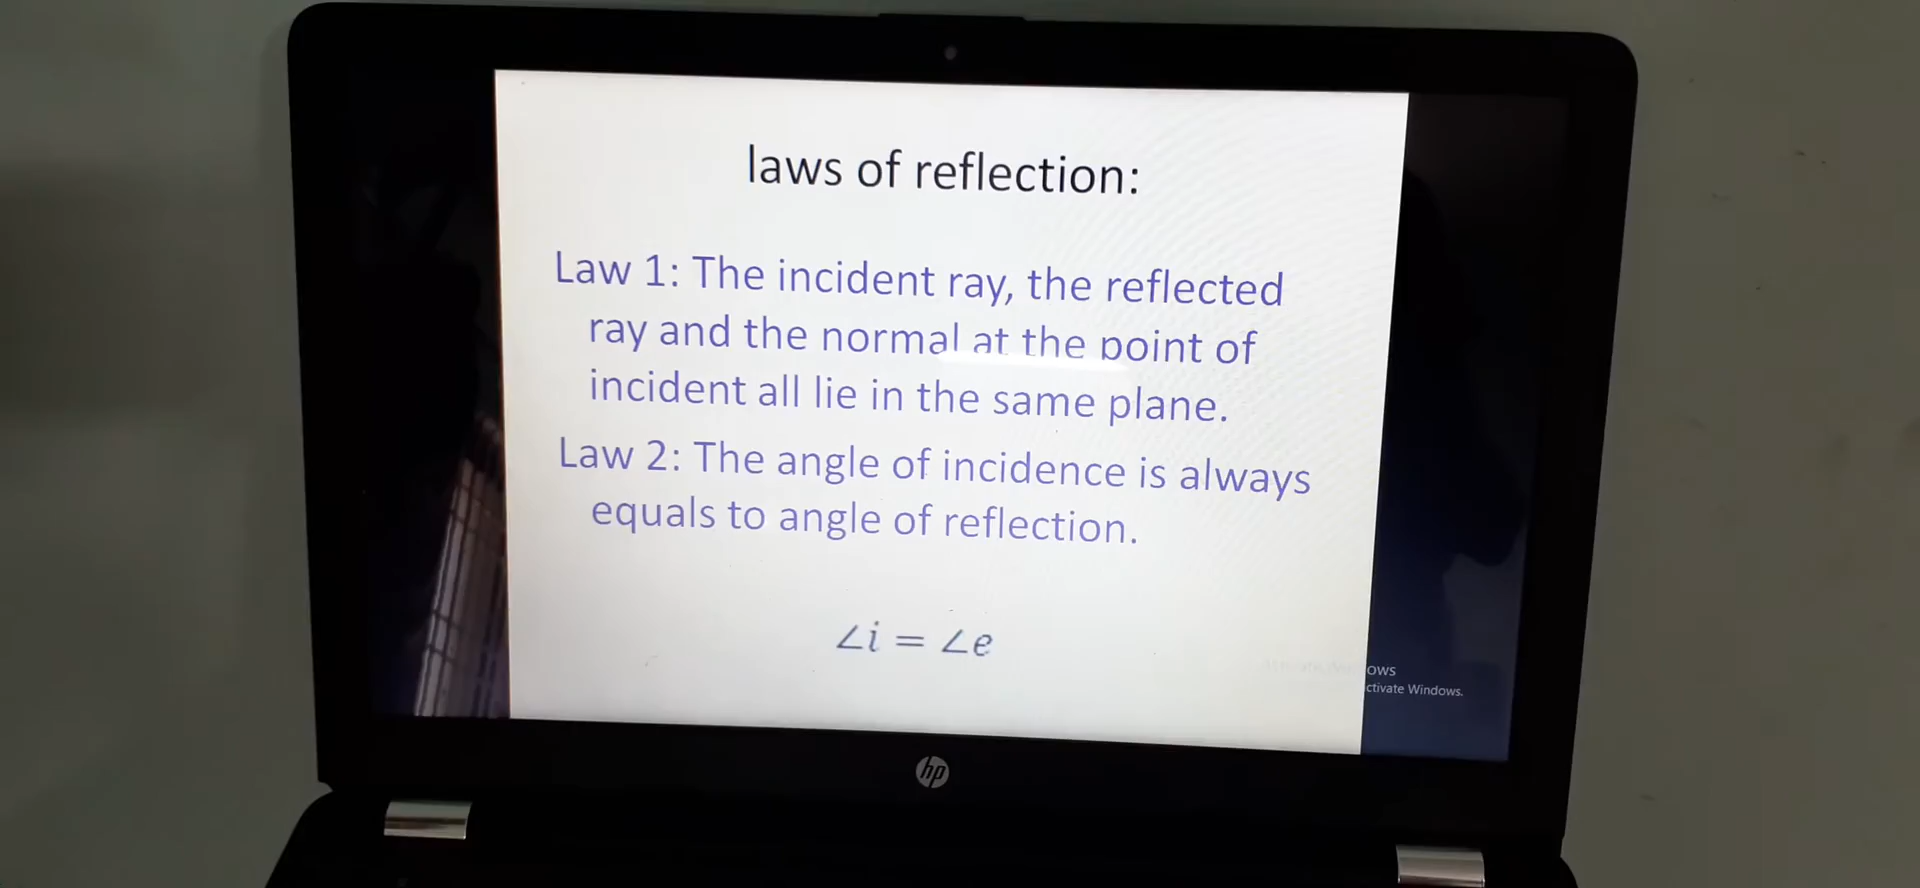 laws of reflection:
Law 1: The incident ray, the reflected
ray and the normal at the point of
incident all lie in the same plane.
Law 2: The angle of incidence is always
equals to angle of reflection.
∠i = ∠e
ows
ctivate Windows.
hp